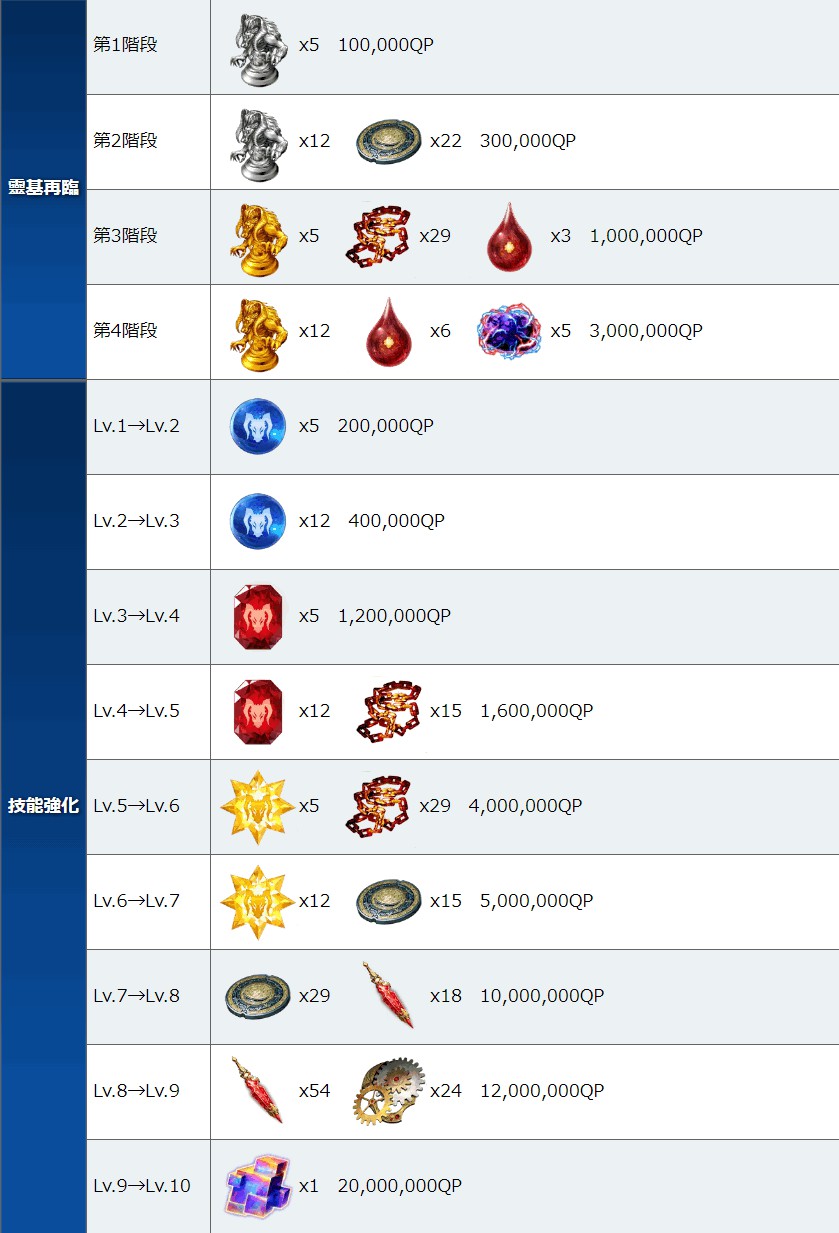 靈基再臨
第1階段 x5 100,000QP
第2階段 x12 x22 300,000QP
第3階段 x5 x29 x3 1,000,000QP
第4階段 x12 x6 x5 3,000,000QP
技能強化
Lv.1→Lv.2 x5 200,000QP
Lv.2→Lv.3 x12 400,000QP
Lv.3→Lv.4 x5 1,200,000QP
Lv.4→Lv.5 x12 x15 1,600,000QP
Lv.5→Lv.6 x5 x29 4,000,000QP
Lv.6→Lv.7 x12 x15 5,000,000QP
Lv.7→Lv.8 x29 x18 10,000,000QP
Lv.8→Lv.9 x54 x24 12,000,000QP
Lv.9→Lv.10 x1 20,000,000QP